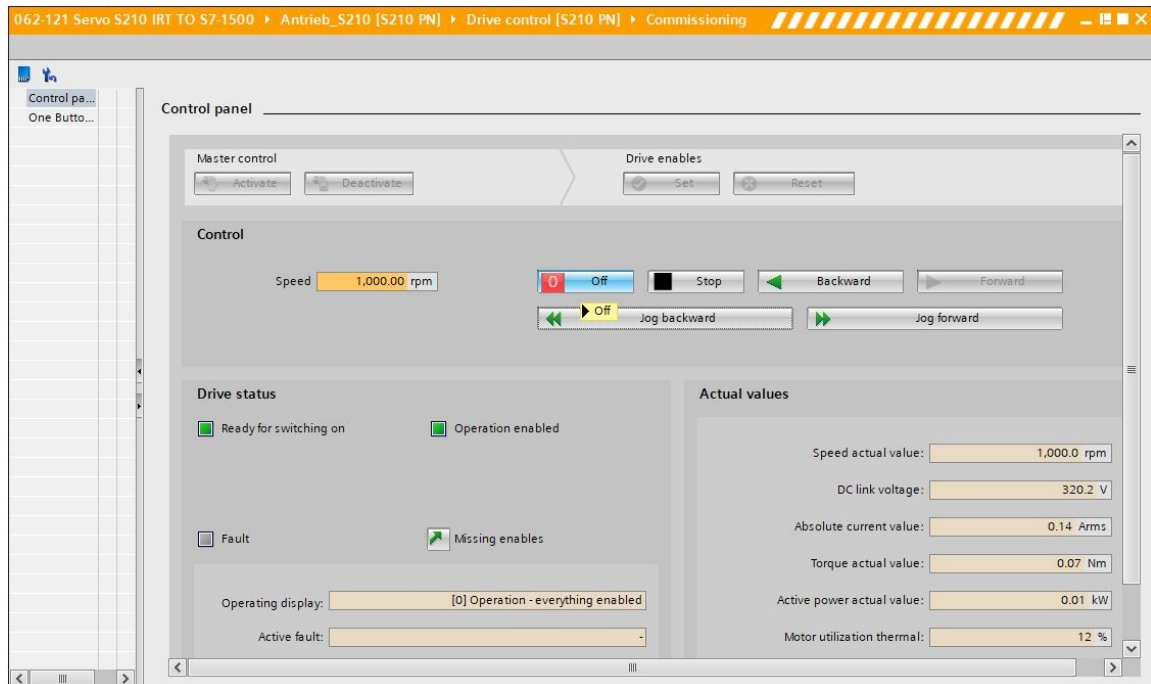 062-121 Servo S210 IRT TO S7-1500 ▸ Antrieb_S210 [S210 PN] ▸ Drive control [S210 PN] ▸ Commissioning
Control pa...
One Butto...
Control panel
Master control
Drive enables
Activate
Deactivate
Set
Reset
Control
Speed 1,000.00 rpm
0 Off
Stop
Backward
Forward
Off
Jog backward
Jog forward
Drive status
Actual values
Ready for switching on
Operation enabled
Speed actual value: 1,000.0 rpm
DC link voltage: 320.2 V
Absolute current value: 0.14 Arms
Fault
Missing enables
Torque actual value: 0.07 Nm
Operating display: [0] Operation - everything enabled
Active power actual value: 0.01 kW
Active fault: -
Motor utilization thermal: 12 %